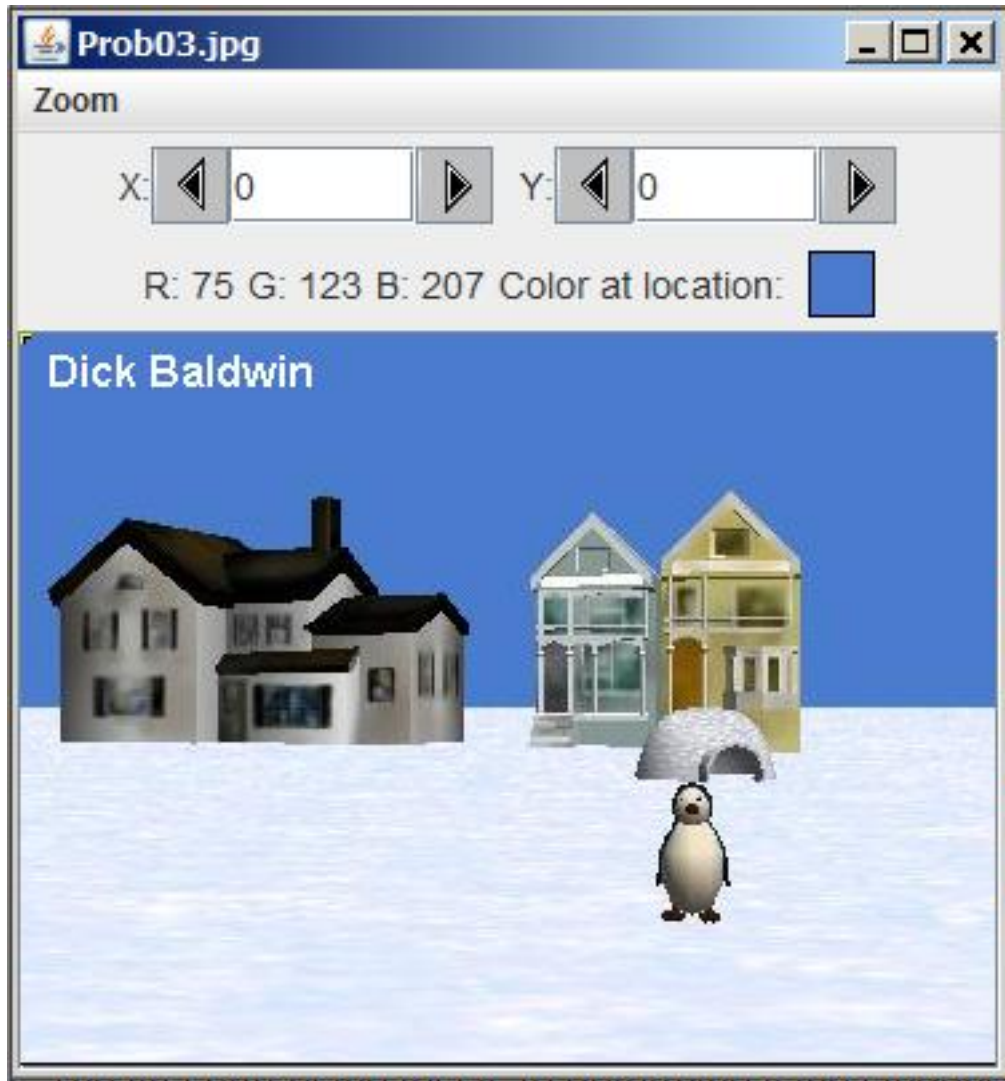 Prob03.jpg
Zoom
X: 0 Y: 0
R: 75 G: 123 B: 207 Color at location:
Dick Baldwin